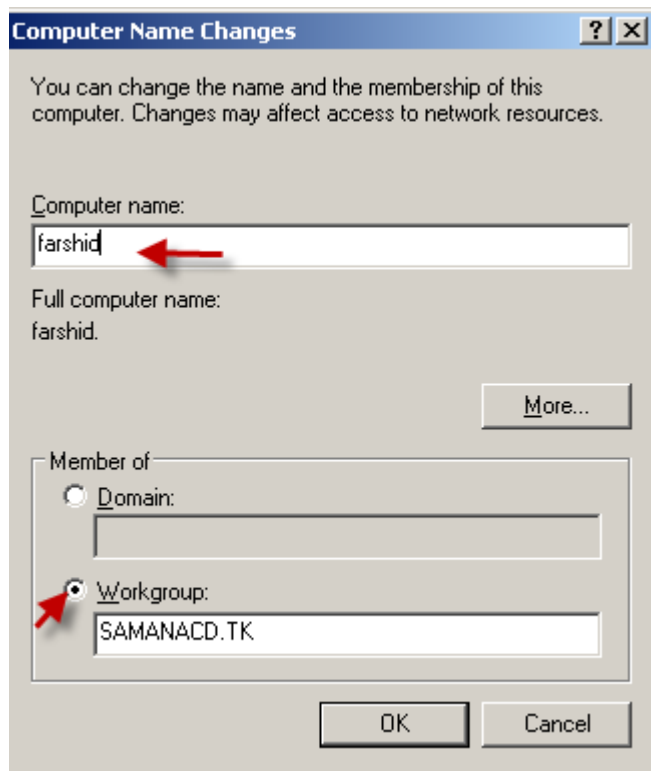 Computer Name Changes
You can change the name and the membership of this
computer. Changes may affect access to network resources.
Computer name:
farshid
Full computer name:
farshid.
More...
Member of
Domain:
Workgroup:
SAMANACD.TK
OK
Cancel